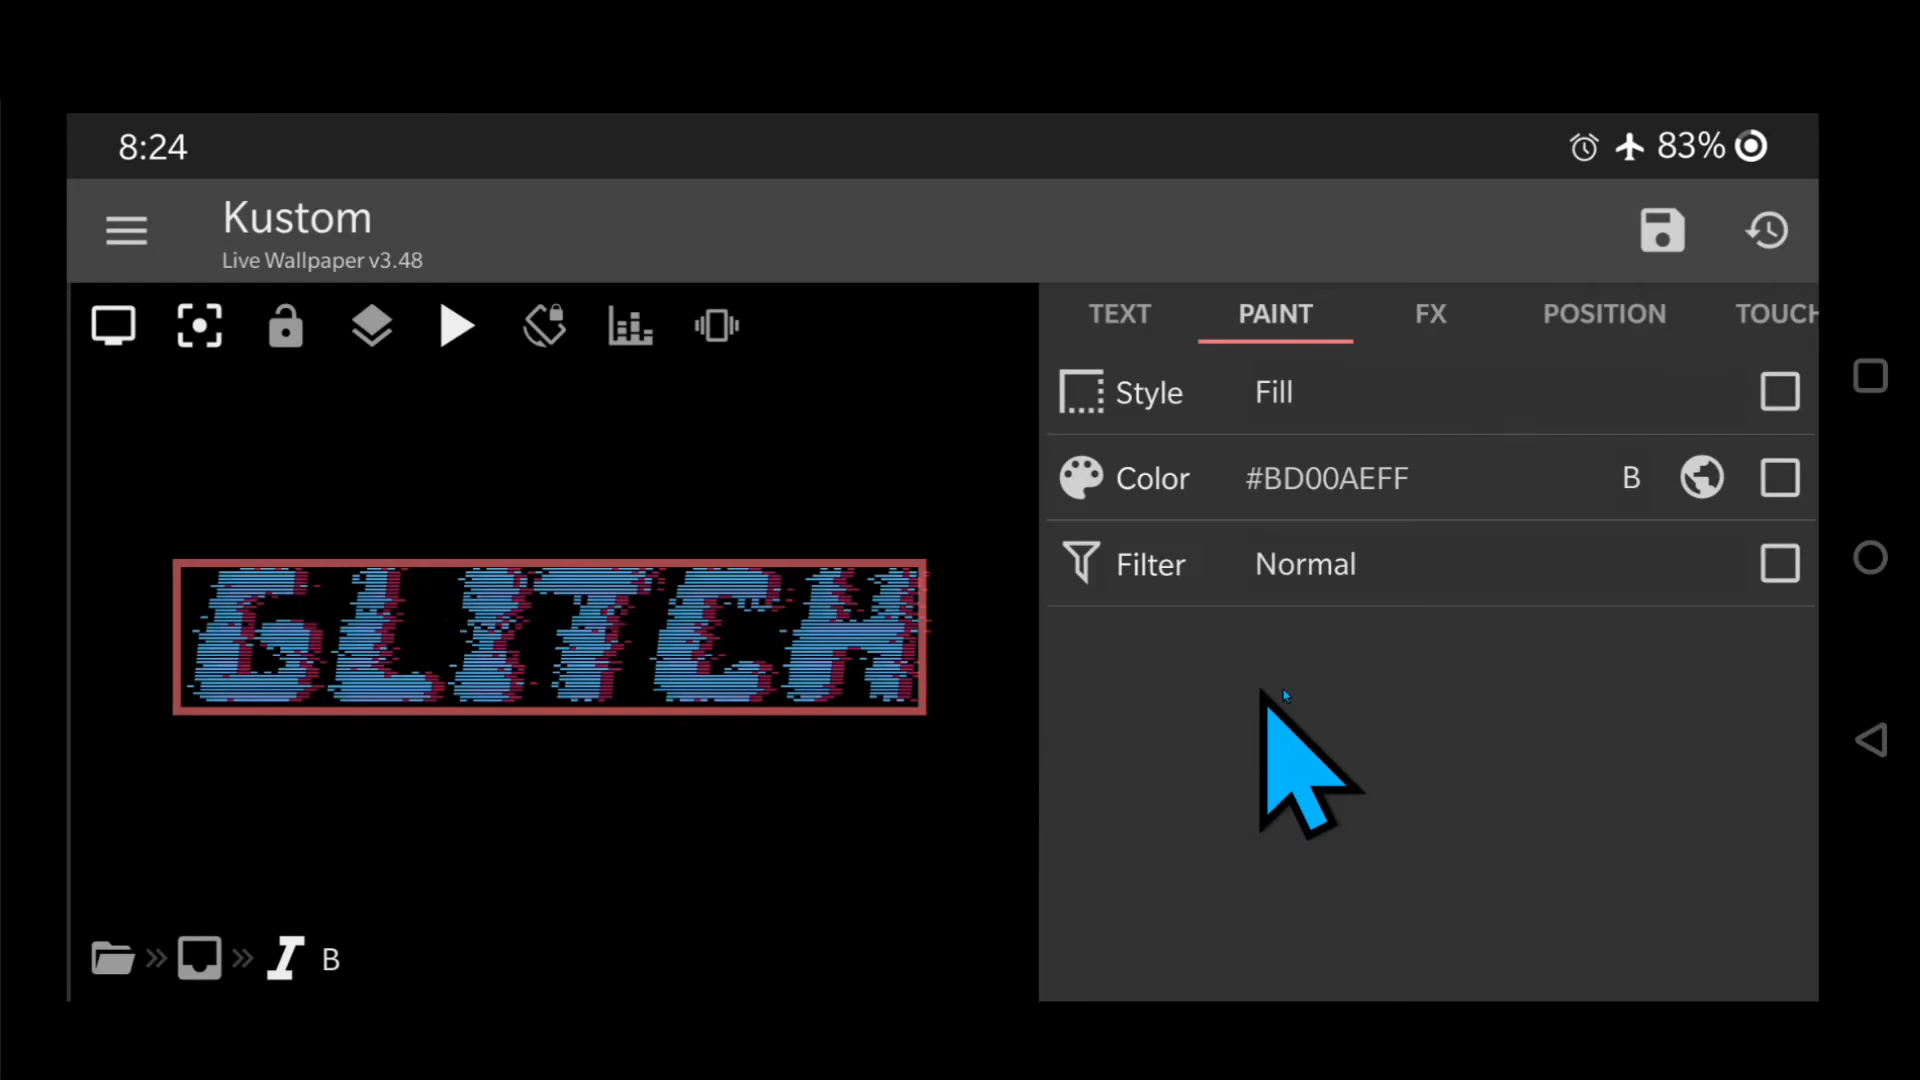 8:24
83%
Kustom
Live Wallpaper v3.48
TEXT PAINT FX POSITION TOUCH
Style Fill
Color #BD00AEFF B
Filter Normal
GLITCH
B